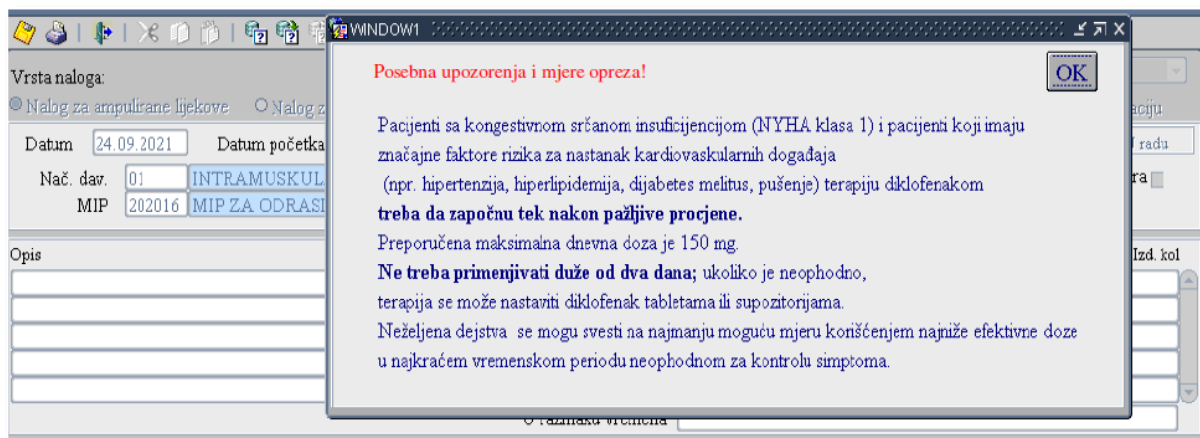 WINDOW1
Posebna upozorenja i mjere opreza!
OK
Pacijenti sa kongestivnom srčanom insuficijencijom (NYHA klasa 1) i pacijenti koji imaju
značajne faktore rizika za nastanak kardiovaskularnih događaja
(npr. hipertenzija, hiperlipidemija, dijabetes melitus, pušenje) terapiju diklofenakom
treba da započnu tek nakon pažljive procjene.
Preporučena maksimalna dnevna doza je 150 mg.
Ne treba primenjivati duže od dva dana; ukoliko je neophodno,
terapija se može nastaviti diklofenak tabletama ili supozitorijama.
Neželjena dejstva se mogu svesti na najmanju moguću mjeru korišćenjem najniže efektivne doze
u najkraćem vremenskom periodu neophodnom za kontrolu simptoma.
Vrsta naloga:
Nalog za ampulirane lijekove Nalog z
Datum 24.09.2021 Datum početka radu
Nač. dav. 01 INTRAMUSKUL
MIP 202016 MIP ZA ODRASL
Opis Izd. kol
vremena